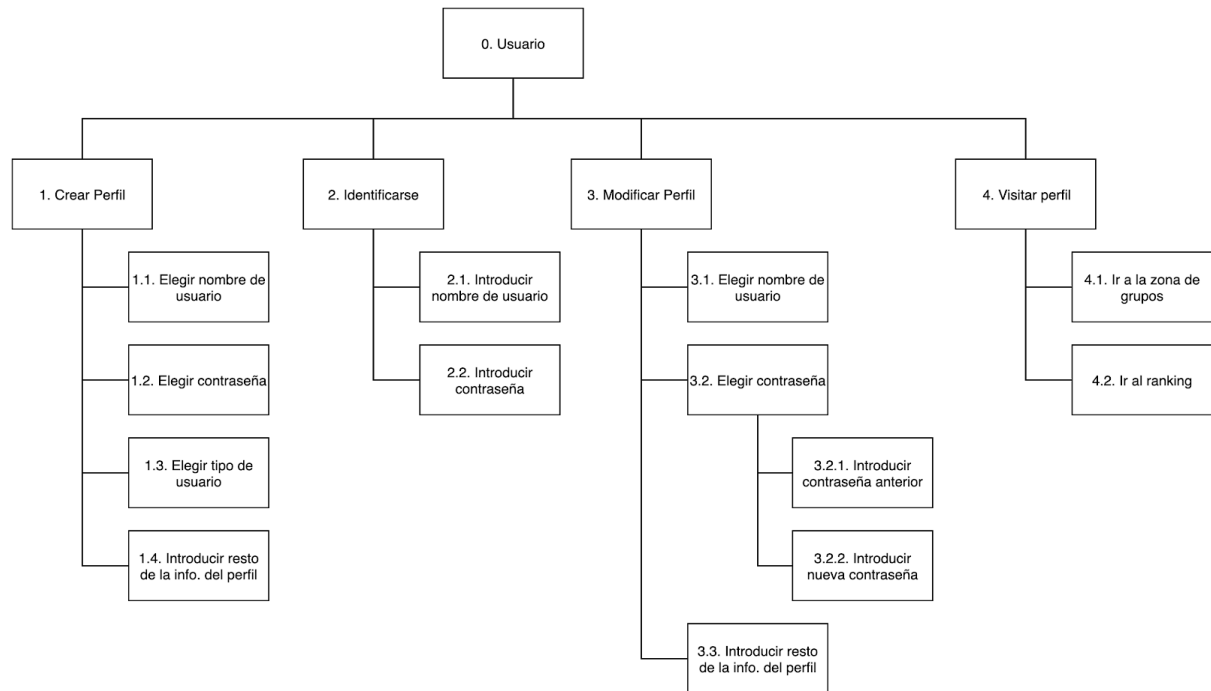 0. Usuario
1. Crear Perfil
2. Identificarse
3. Modificar Perfil
4. Visitar perfil
1.1. Elegir nombre de
usuario
2.1. Introducir
nombre de usuario
3.1. Elegir nombre de
usuario
4.1. Ir a la zona de
grupos
1.2. Elegir contraseña
2.2. Introducir
contraseña
3.2. Elegir contraseña
4.2. Ir al ranking
1.3. Elegir tipo de
usuario
3.2.1. Introducir
contraseña anterior
1.4. Introducir resto
de la info. del perfil
3.2.2. Introducir
nueva contraseña
3.3. Introducir resto
de la info. del perfil